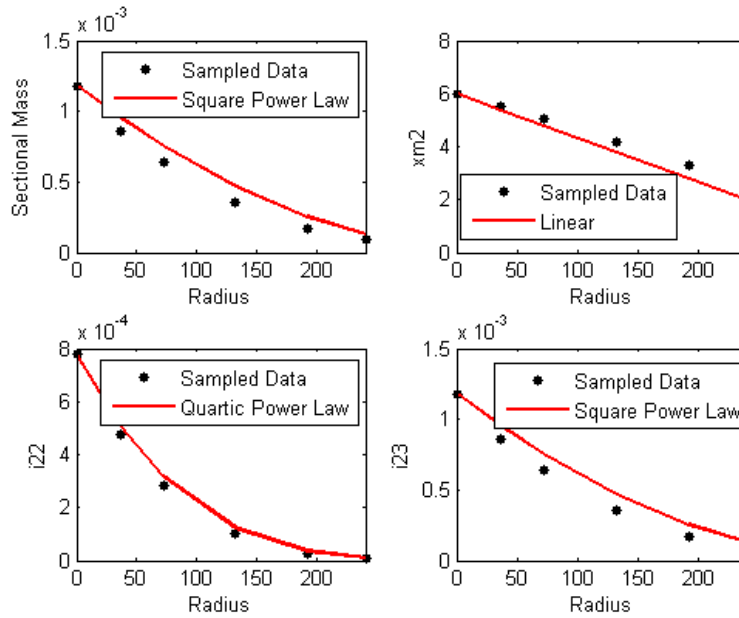 x 10^-3
1.5
1
0.5
0
Sectional Mass
Sampled Data
Square Power Law
0 50 100 150 200
Radius
8
6
4
2
0
xm2
Sampled Data
Linear
0 50 100 150 200
Radius
x 10^-4
8
6
4
2
0
i22
Sampled Data
Quartic Power Law
0 50 100 150 200
Radius
x 10^-3
1.5
1
0.5
0
i23
Sampled Data
Square Power Law
0 50 100 150 200
Radius